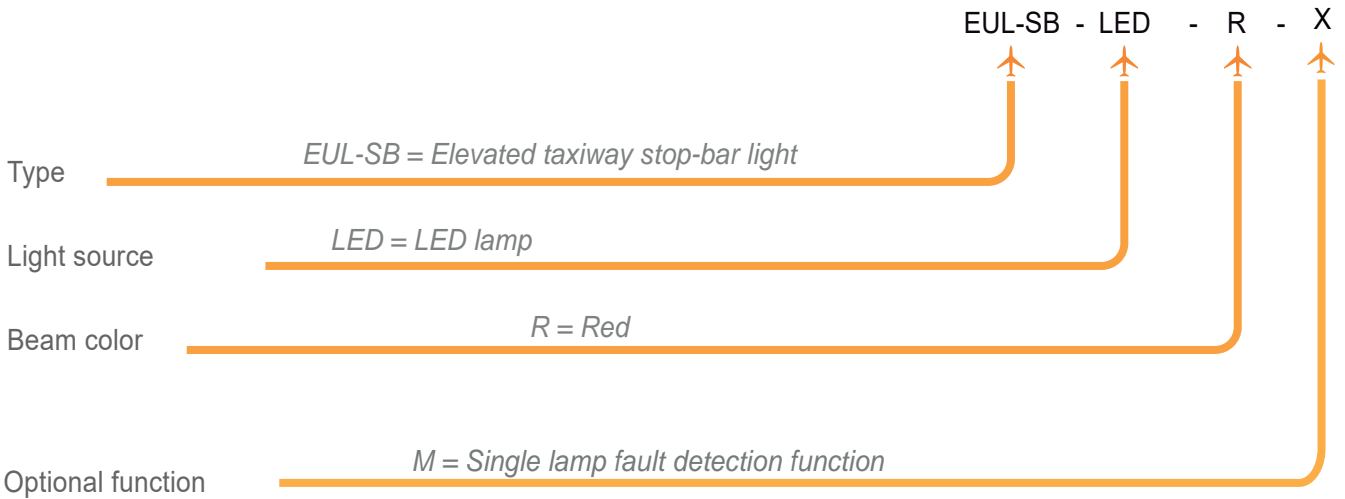 EUL-SB - LED - R - X
Type
EUL-SB = Elevated taxiway stop-bar light
Light source
LED = LED lamp
Beam color
R = Red
Optional function
M = Single lamp fault detection function